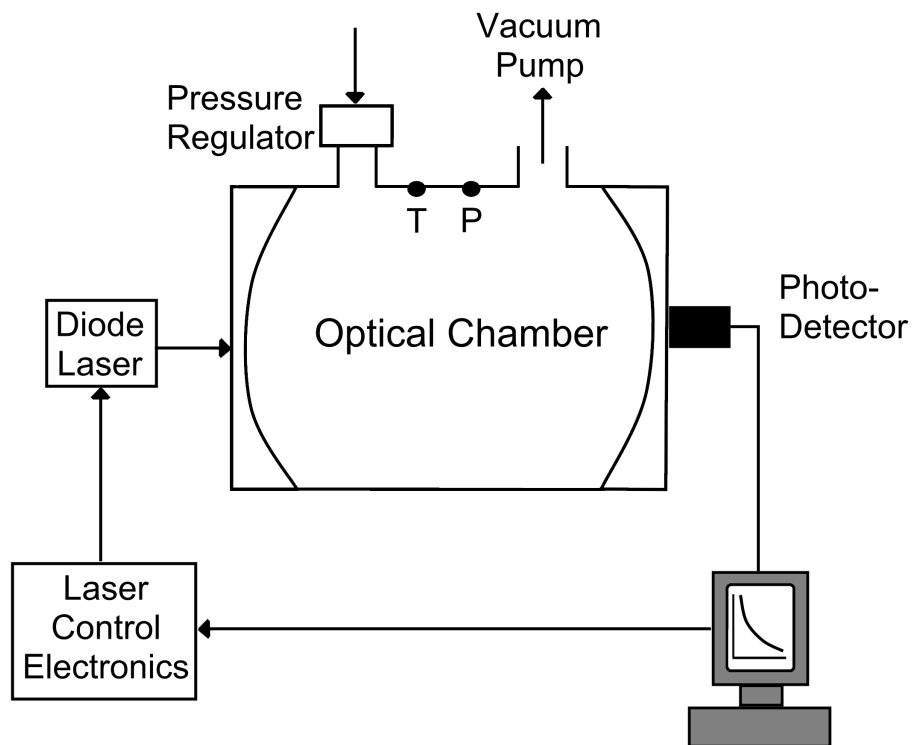 Vacuum
Pump
Pressure
Regulator
T P
Diode
Laser
Optical Chamber
Photo-
Detector
Laser
Control
Electronics